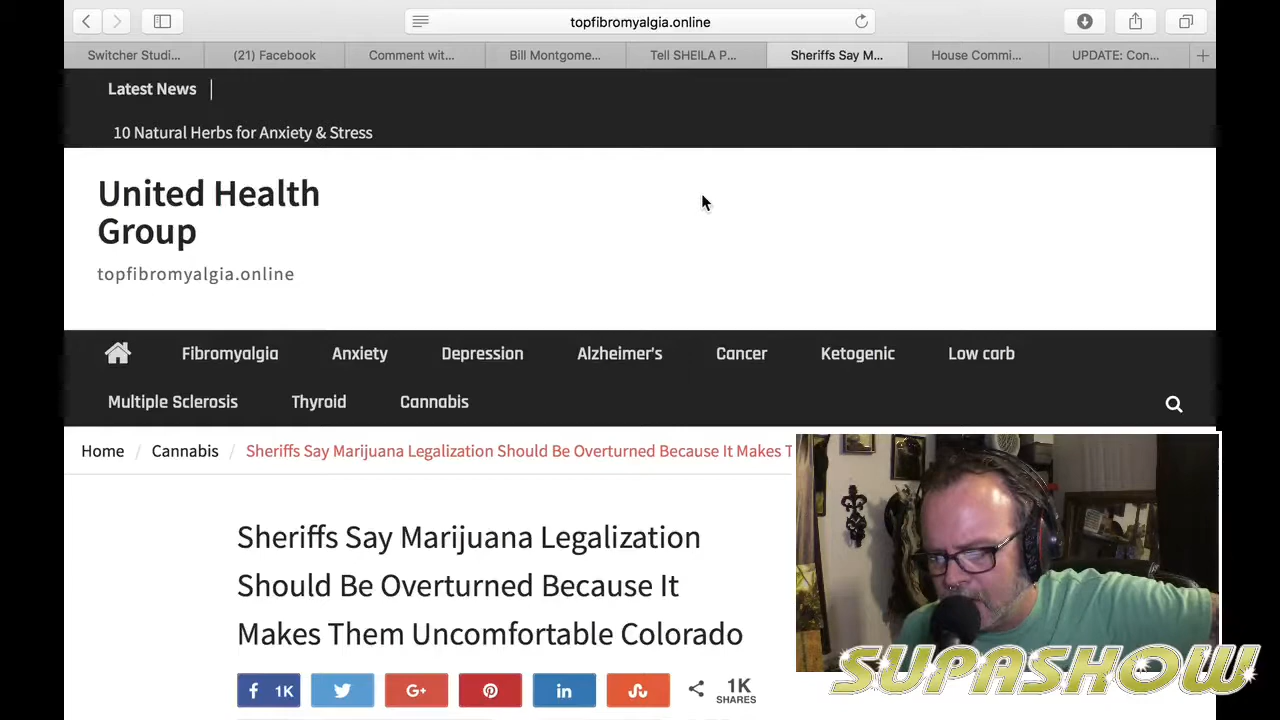 topfibromyalgia.online
Switcher Studi...
(21) Facebook
Comment wit...
Bill Montgome...
Tell SHEILA P...
Sheriffs Say M...
House Commi...
UPDATE: Con...
Latest News
10 Natural Herbs for Anxiety & Stress
United Health
Group
topfibromyalgia.online
Fibromyalgia Anxiety Depression Alzheimer's Cancer Ketogenic Low carb
Multiple Sclerosis Thyroid Cannabis
Home / Cannabis / Sheriffs Say Marijuana Legalization Should Be Overturned Because It Makes T
Sheriffs Say Marijuana Legalization
Should Be Overturned Because It
Makes Them Uncomfortable Colorado
1K
G+
in
1K
SHARES
SUPASHOW